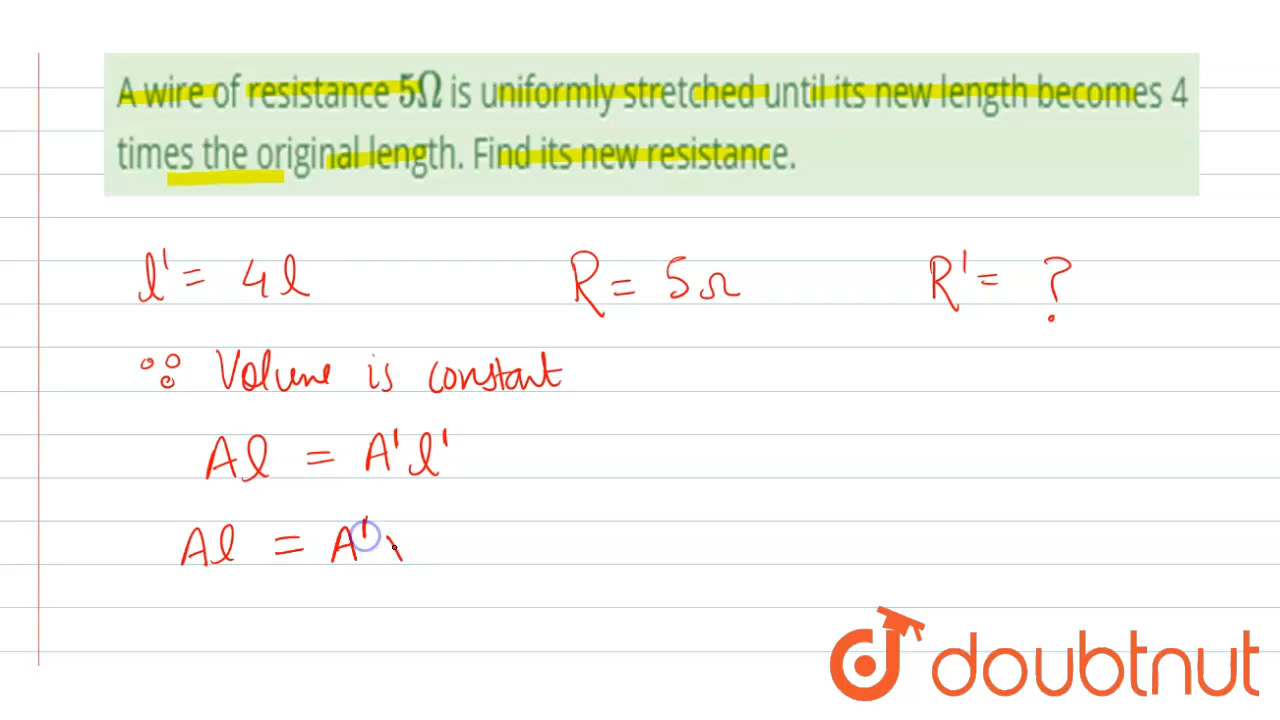 A wire of resistance 5Ω is uniformly stretched until its new length becomes 4
times the original length. Find its new resistance.
l' = 4l R = 5Ω R' = ?
∵ Volume is constant
Al = A'l'
Al = A'
doubtnut